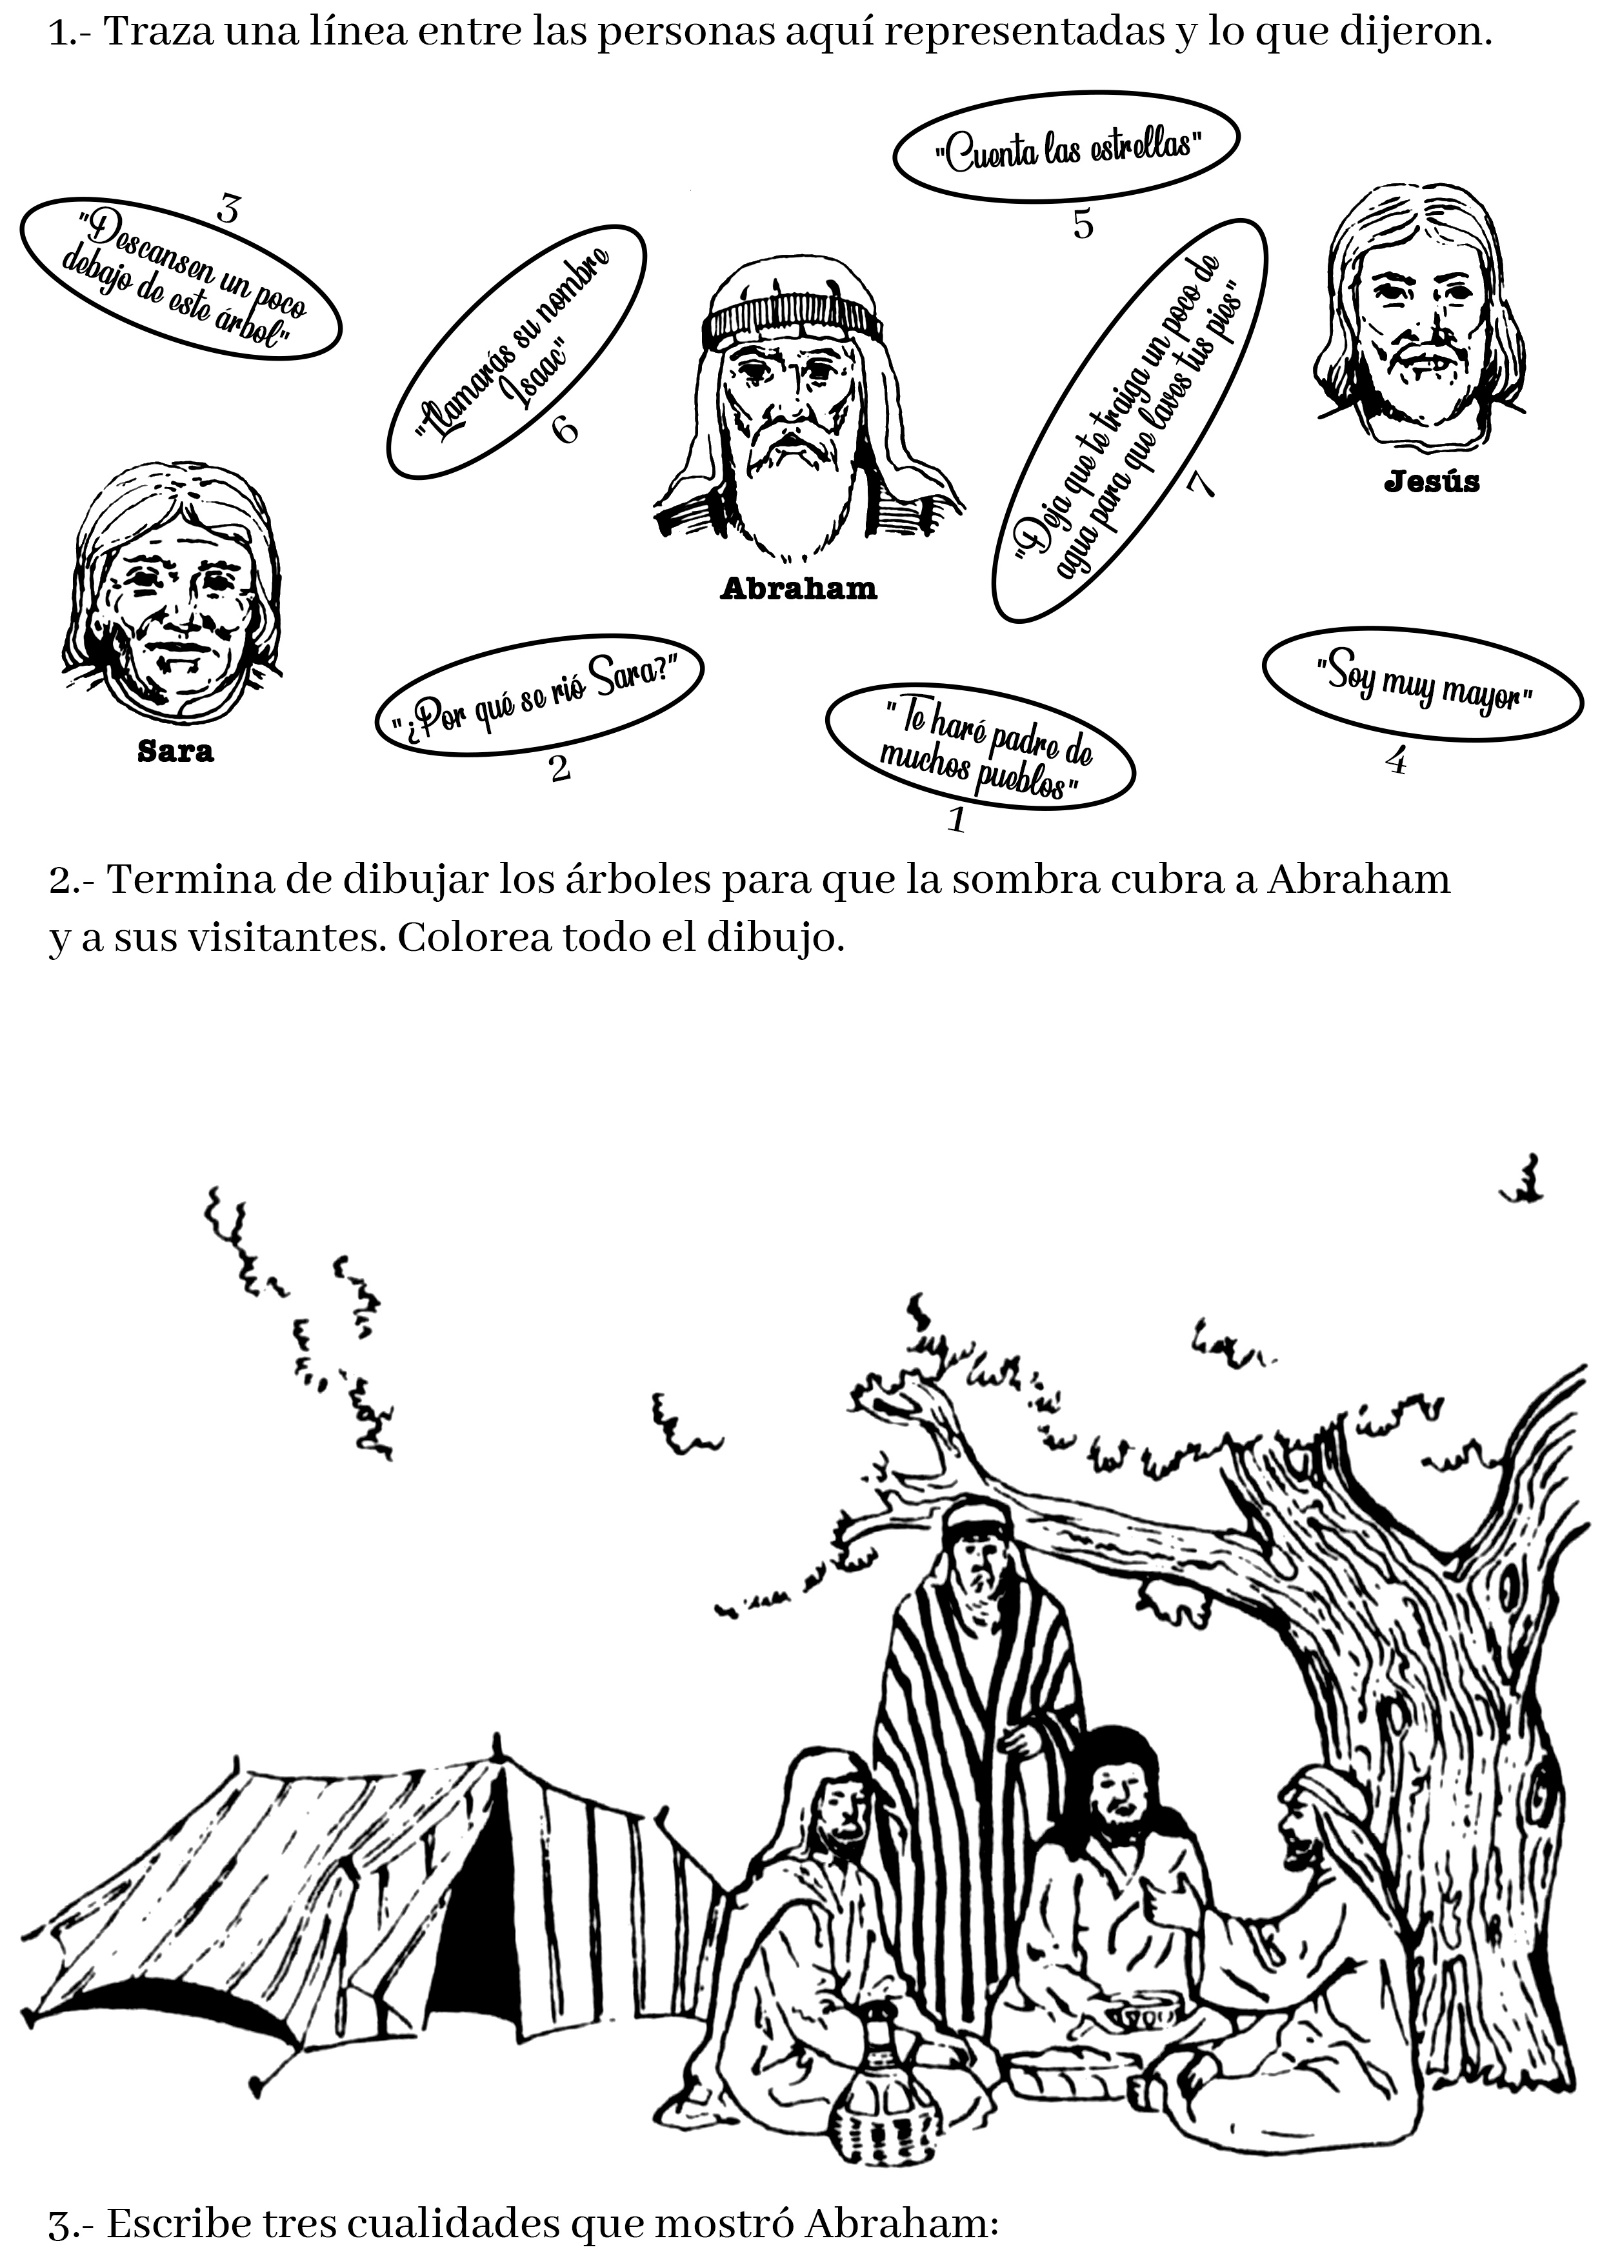 1.- Traza una línea entre las personas aquí representadas y lo que dijeron.
"Cuenta las estrellas"
5
3
"Descansen un poco
debajo de este árbol"
"Llamarás su nombre
Isaac"
6
"Deja que te traiga un poco de
agua para que laves tus pies"
7
Jesús
Abraham
Sara
"¿Por qué se rió Sara?"
2
"Te haré padre de
muchos pueblos"
1
"Soy muy mayor"
4
2.- Termina de dibujar los árboles para que la sombra cubra a Abraham
y a sus visitantes. Colorea todo el dibujo.
3.- Escribe tres cualidades que mostró Abraham: